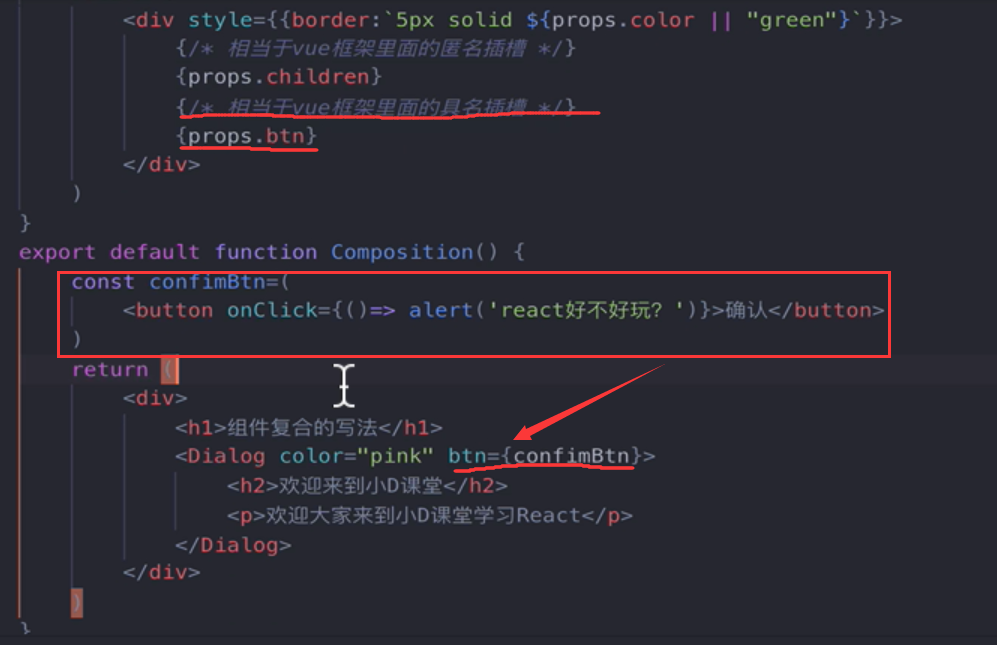 <div style={{border:`5px solid ${props.color || "green"}`}}>
{/* 相当于vue框架里面的匿名插槽 */}
{props.children}
{/* 相当于vue框架里面的具名插槽 */}
{props.btn}
</div>
)
}
export default function Composition() {
const confimBtn=(
<button onClick={()=> alert('react好不好玩? ')}>确认</button>
)
return (
<div>
<h1>组件复合的写法</h1>
<Dialog color="pink" btn={confimBtn}>
<h2>欢迎来到小D课堂</h2>
<p>欢迎大家来到小D课堂学习React</p>
</Dialog>
</div>
)
}